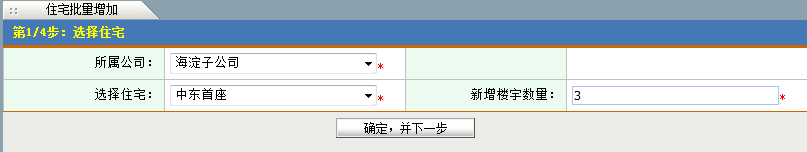 住宅批量增加
第1/4步：选择住宅
所属公司： 海淀子公司 *
选择住宅： 中东首座 * 新增楼宇数量： 3 *
确定，并下一步